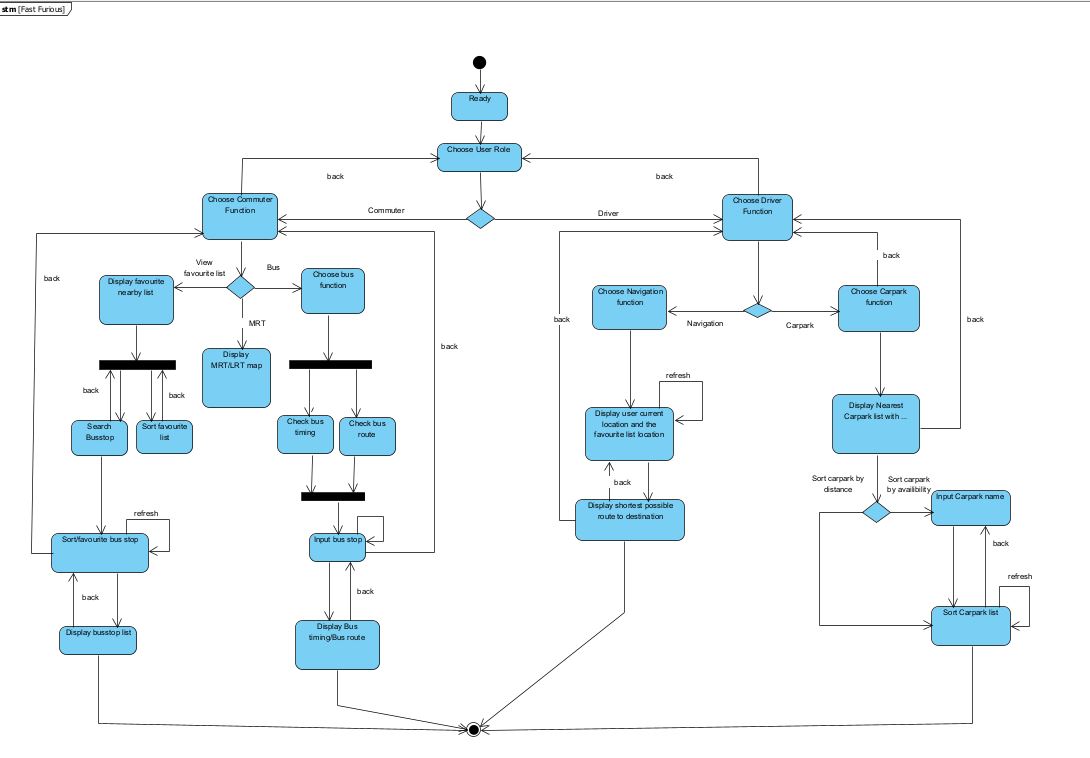 stm [Fast Furious]
Ready
Choose User Role
back
back
Choose Commuter
Function
Commuter
Driver
Choose Driver
Function
back
View
favourite list
Bus
Display favourite
nearby list
Choose bus
function
MRT
Display
MRT/LRT map
back
back
back
back
Choose Navigation
function
Navigation
Carpark
Choose Carpark
function
back
back
Search
Busstop
Sort favourite
list
Check bus
timing
Check bus
route
refresh
Display user current
location and the
favourite list location
back
Display shortest possible
route to destination
Display Nearest
Carpark list with ...
Sort carpark by
distance
Sort carpark
by availibility
Input Carpark name
back
refresh
Sort Carpark list
refresh
Sort/favourite bus stop
back
Display busstop list
Input bus stop
back
Display Bus
timing/Bus route